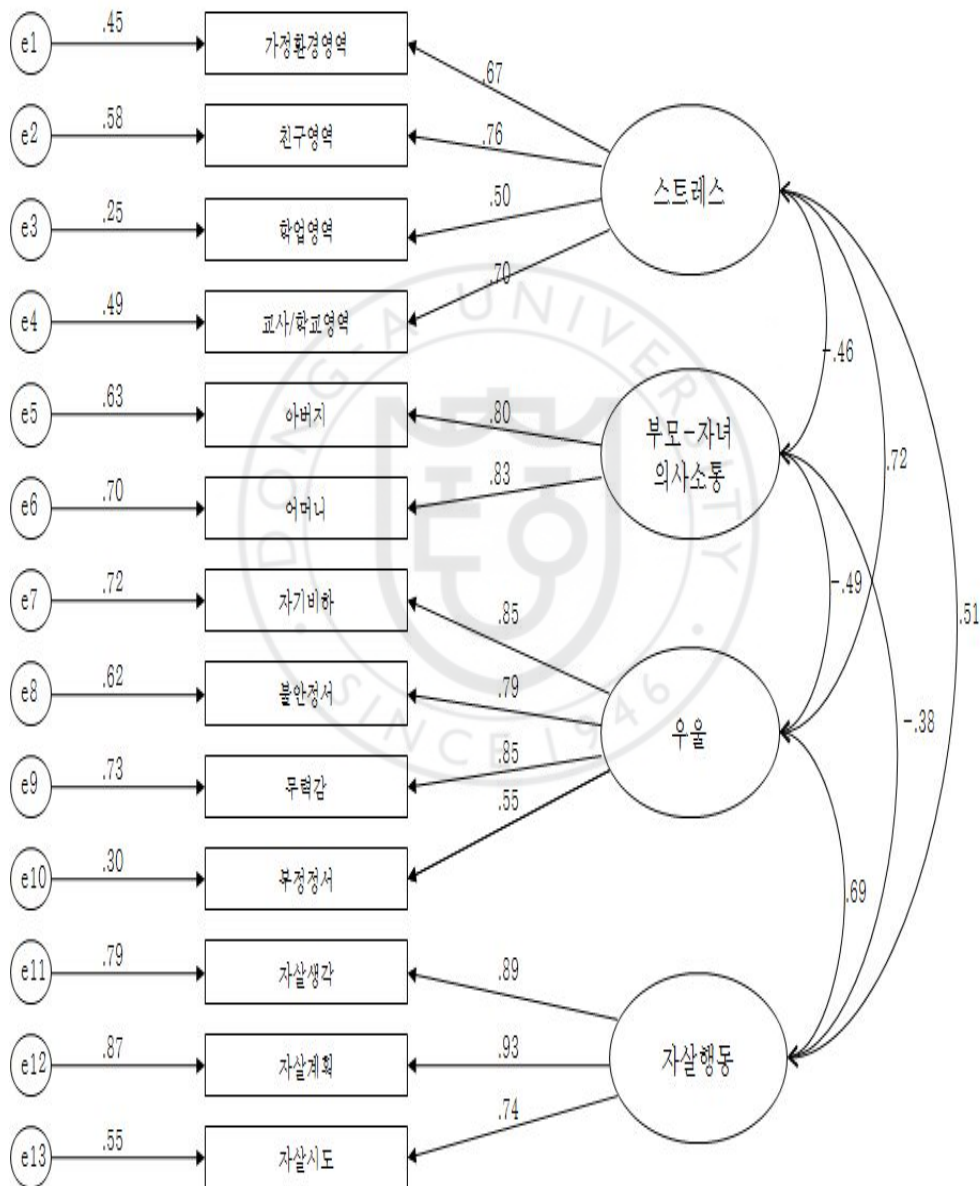 e1
.45
가정환경영역
.67
e2
.58
친구영역
.76
스트레스
e3
.25
학업영역
.50
e4
.49
교사/학교영역
.70
-.46
e5
.63
아버지
.80
부모-자녀
의사소통
.72
e6
.70
어머니
.83
e7
.72
자기비하
.85
-.49
.51
e8
.62
불안정서
.79
우울
-.38
e9
.73
무력감
.85
e10
.30
부정정서
.55
.69
e11
.79
자살생각
.89
e12
.87
자살계획
.93
자살행동
e13
.55
자살시도
.74
DONG-A UNIVERSITY
SINCE 1946